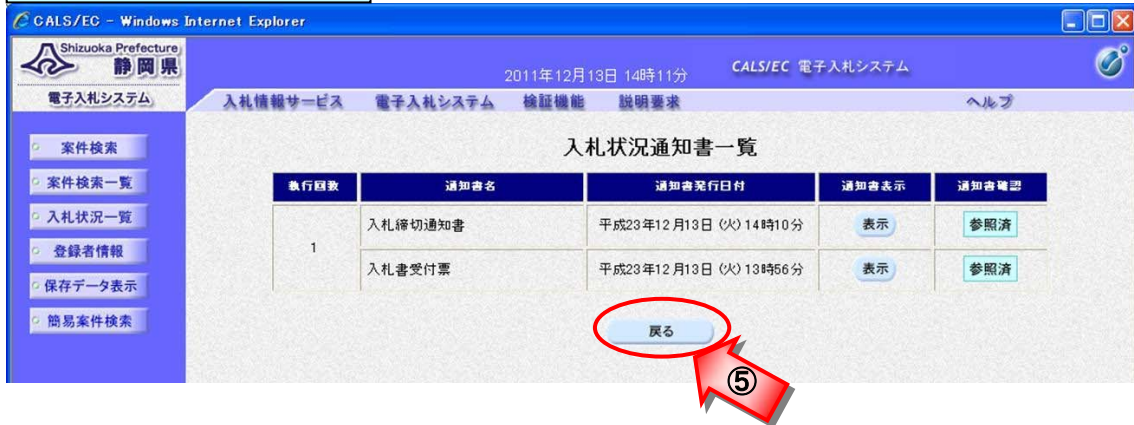 CALS/EC - Windows Internet Explorer
Shizuoka Prefecture
静岡県
2011年12月13日 14時11分
CALS/EC 電子入札システム
電子入札システム
入札情報サービス 電子入札システム 検証機能 説明要求 ヘルプ
案件検索
案件検索一覧
入札状況一覧
登録者情報
保存データ表示
簡易案件検索
入札状況通知書一覧
執行回数 通知書名 通知書発行日付 通知書表示 通知書確認
1
入札締切通知書 平成23年12月13日 (火) 14時10分 表示 参照済
入札書受付票 平成23年12月13日 (火) 13時56分 表示 参照済
戻る
⑤